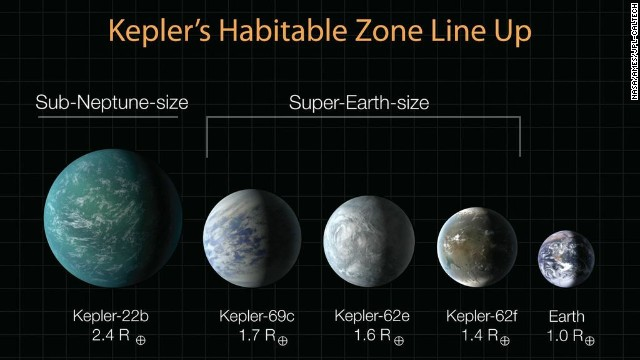 Kepler's Habitable Zone Line Up
Sub-Neptune-size
Super-Earth-size
Kepler-22b
2.4 R⊕
Kepler-69c
1.7 R⊕
Kepler-62e
1.6 R⊕
Kepler-62f
1.4 R⊕
Earth
1.0 R⊕
NASA/AMES/JPL-CALTECH